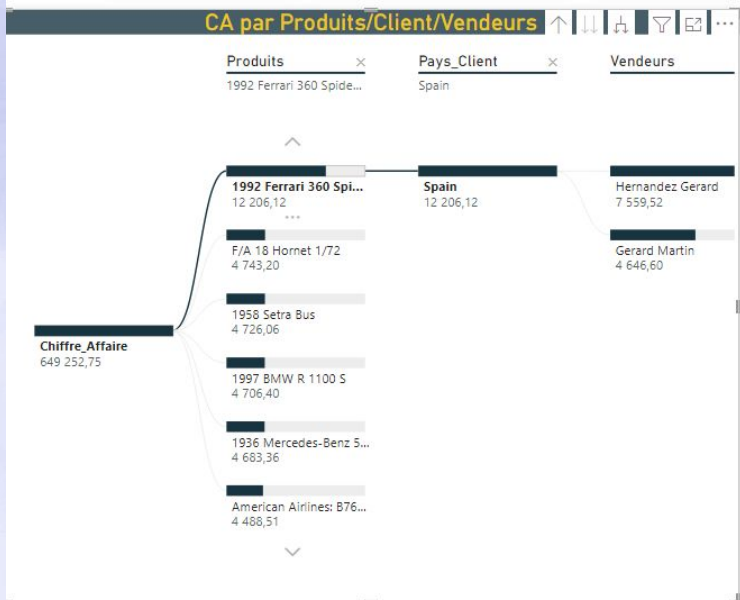 CA par Produits/Client/Vendeurs
Produits
1992 Ferrari 360 Spide...
Pays_Client
Spain
Vendeurs
1992 Ferrari 360 Spi...
12 206,12
Spain
12 206,12
Hernandez Gerard
7 559,52
Gerard Martin
4 646,60
F/A 18 Hornet 1/72
4 743,20
1958 Setra Bus
4 726,06
Chiffre_Affaire
649 252,75
1997 BMW R 1100 S
4 706,40
1936 Mercedes-Benz 5...
4 683,36
American Airlines: B76...
4 488,51